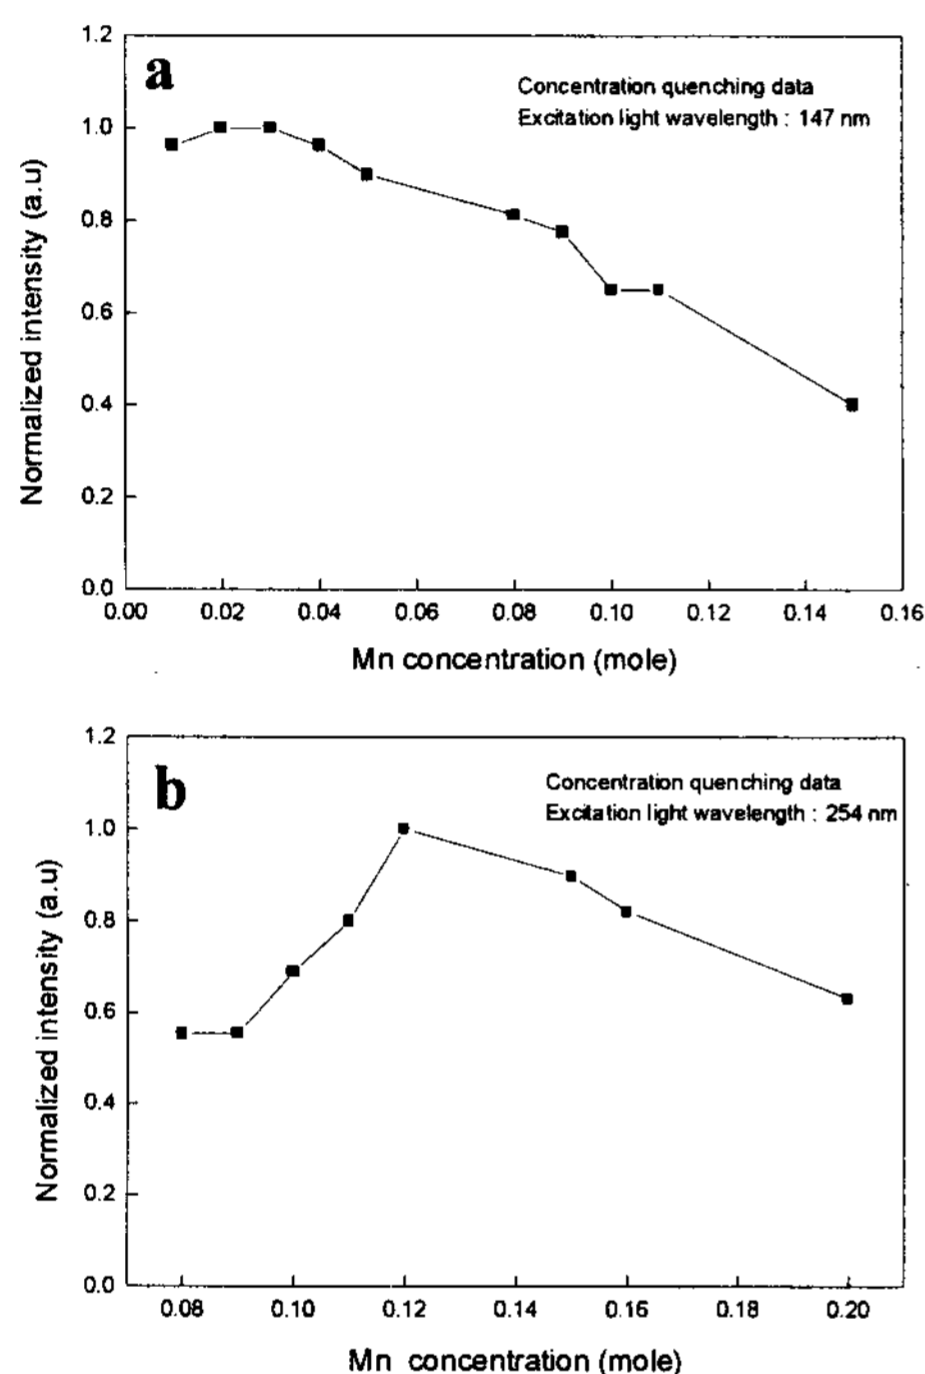 a
Concentration quenching data
Excitation light wavelength : 147 nm
1.2
1.0
0.8
0.6
0.4
0.2
0.0
Normalized intensity (a.u)
0.00 0.02 0.04 0.06 0.08 0.10 0.12 0.14 0.16
Mn concentration (mole)
b
Concentration quenching data
Excitation light wavelength : 254 nm
1.2
1.0
0.8
0.6
0.4
0.2
0.0
Normalized intensity (a.u)
0.08 0.10 0.12 0.14 0.16 0.18 0.20
Mn concentration (mole)